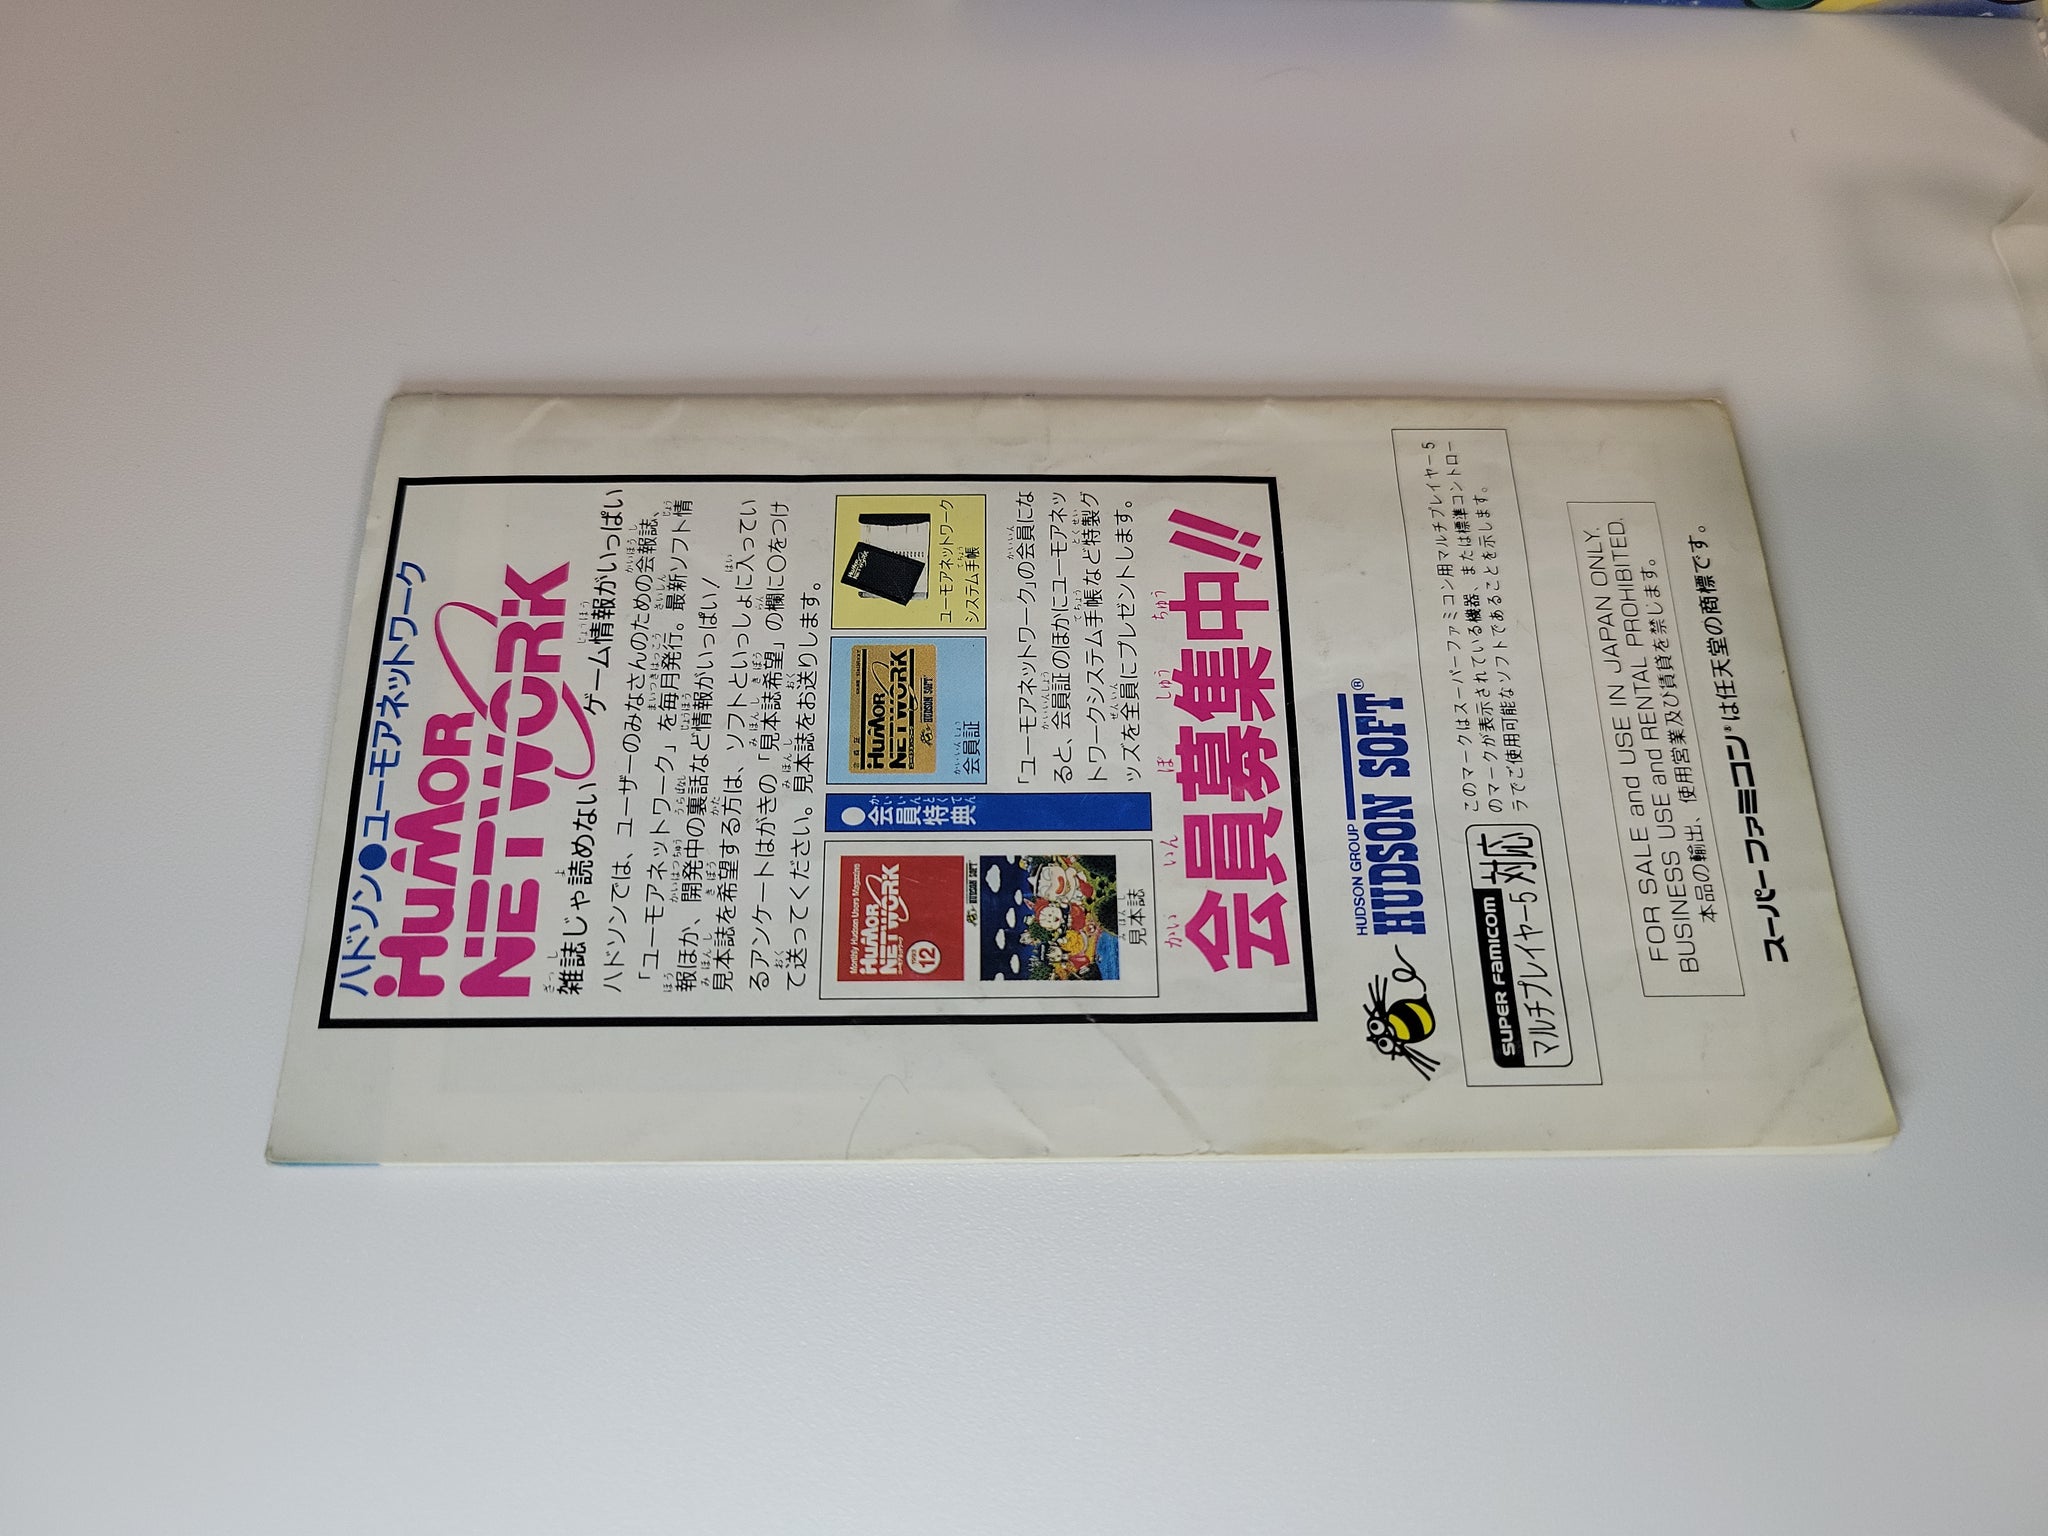 ハドソン●ユーモアネットワーク
HuMOR
NETWORK
雑誌じゃ読めないゲーム情報がいっぱい
ハドソンでは、ユーザーのみなさんのための会報誌、
「ユーモアネットワーク」を毎月発行。最新ソフト情
報ほか、開発中の裏話など情報がいっぱい!
見本誌を希望する方は、ソフトといっしょに入ってい
るアンケートはがきの「見本誌希望」の欄に○をつけ
て送ってください。見本誌をお送りします。
Monthly Hudson Users Magazine
HuMOR
NETWORK
12
HUDSON SOFT
見本誌
●会員特典
会員証
HuMOR
NETWORK
HUDSON SOFT
会員証
HuMOR
NETWORK
ユーモアネットワーク
システム手帳
「ユーモアネットワーク」の会員にな
ると、会員証のほかにユーモアネッ
トワークシステム手帳など特製グ
ッズを全員にプレゼントします。
会員募集中!!
HUDSON GROUP
HUDSON SOFT®
SUPER FAMICOM
マルチプレイヤー5対応
このマークはスーパーファミコン用マルチプレイヤー5
のマークが表示されている機器、または標準コントロー
ラでご使用可能なソフトであることを示します。
FOR SALE and USE IN JAPAN ONLY.
BUSINESS USE and RENTAL PROHIBITED.
本品の輸出、使用営業及び賃貸を禁じます。
スーパーファミコン®は任天堂の商標です。